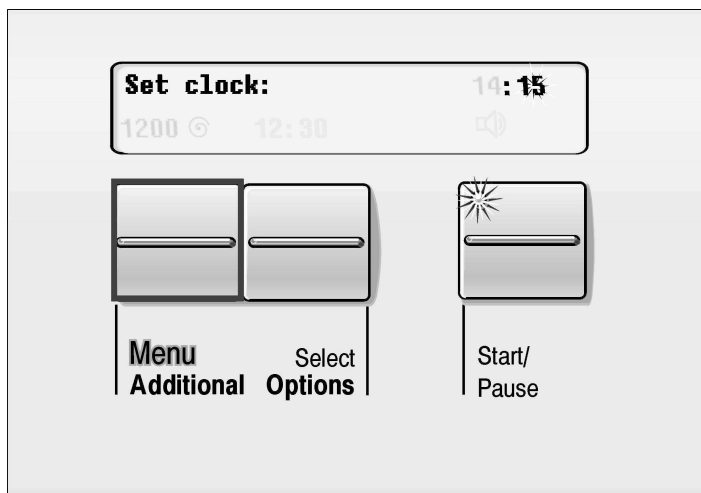 Set clock: 14:15
1200 12:30
Menu Select
Additional Options
Start/
Pause